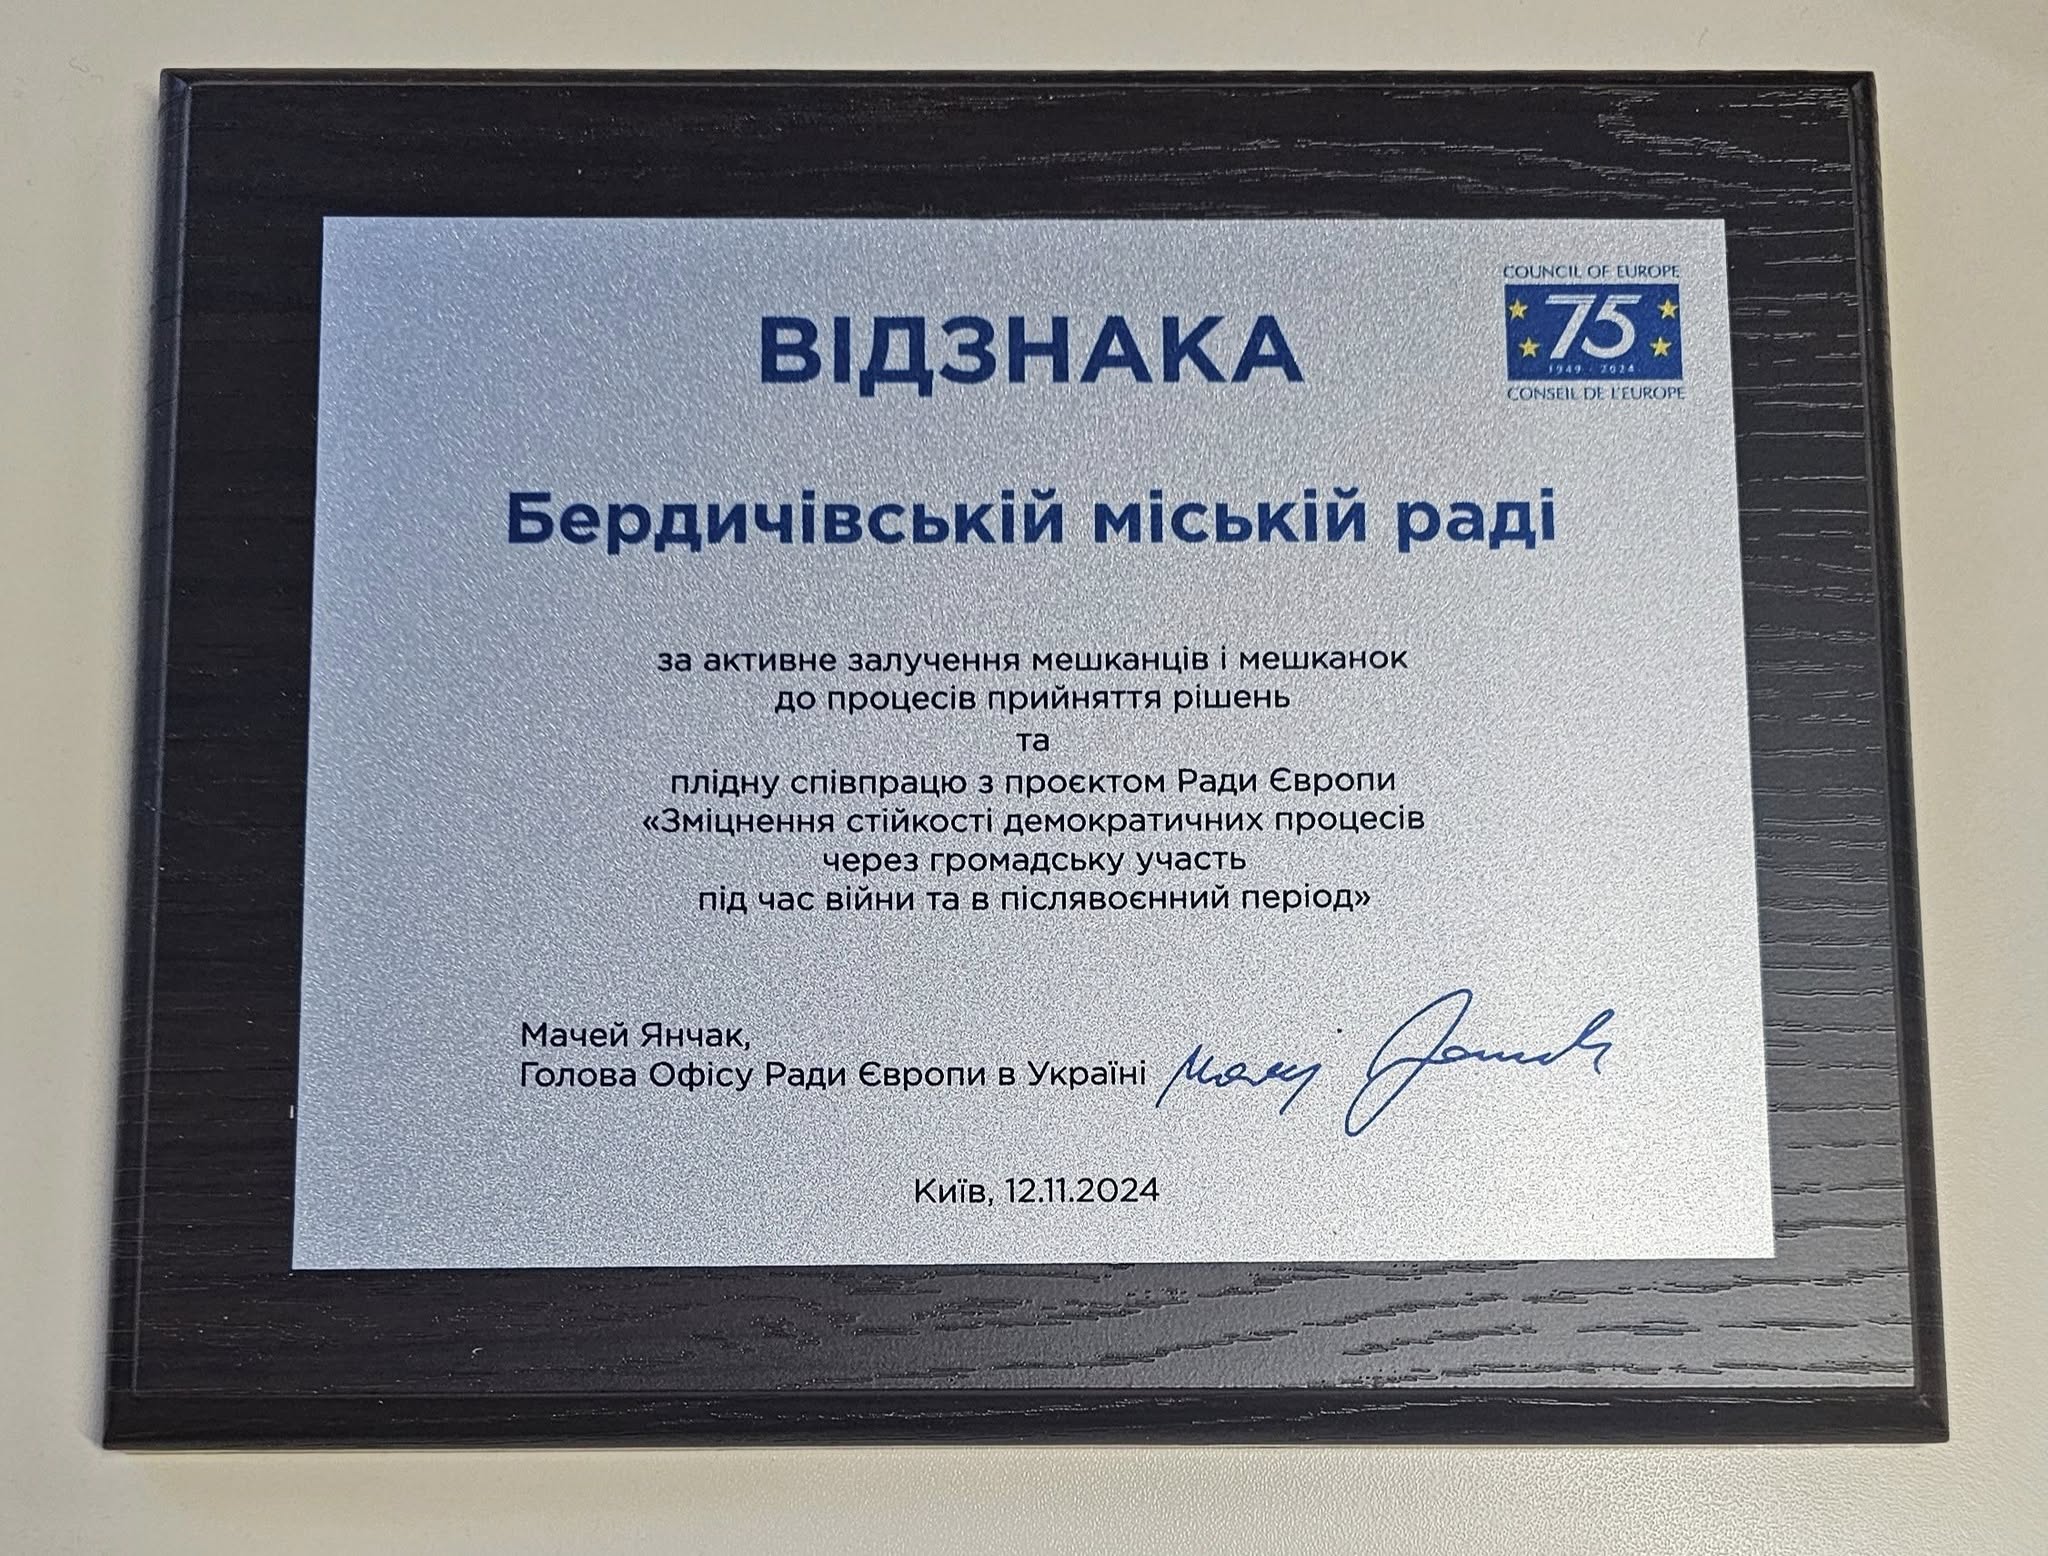 COUNCIL OF EUROPE
75
1949 - 2024
CONSEIL DE L'EUROPE
ВІДЗНАКА
Бердичівській міській раді
за активне залучення мешканців і мешканок
до процесів прийняття рішень
та
плідну співпрацю з проєктом Ради Європи
«Зміцнення стійкості демократичних процесів
через громадську участь
під час війни та в післявоєнний період»
Мачей Янчак,
Голова Офісу Ради Європи в Україні
Київ, 12.11.2024